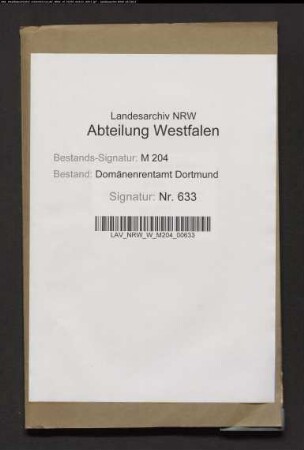 Landesarchiv NRW
Abteilung Westfalen
Bestands-Signatur: M 204
Bestand: Domänenrentamt Dortmund
Signatur: Nr. 633
LAV_NRW_W_M204_00633